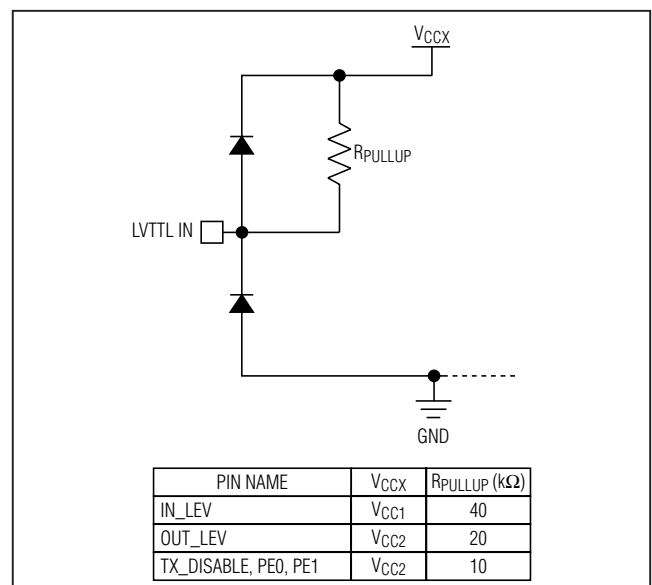 VCCX
RPULLUP
LVTTL IN
GND
PIN NAME VCCX RPULLUP (kΩ)
IN_LEV VCC1 40
OUT_LEV VCC2 20
TX_DISABLE, PE0, PE1 VCC2 10